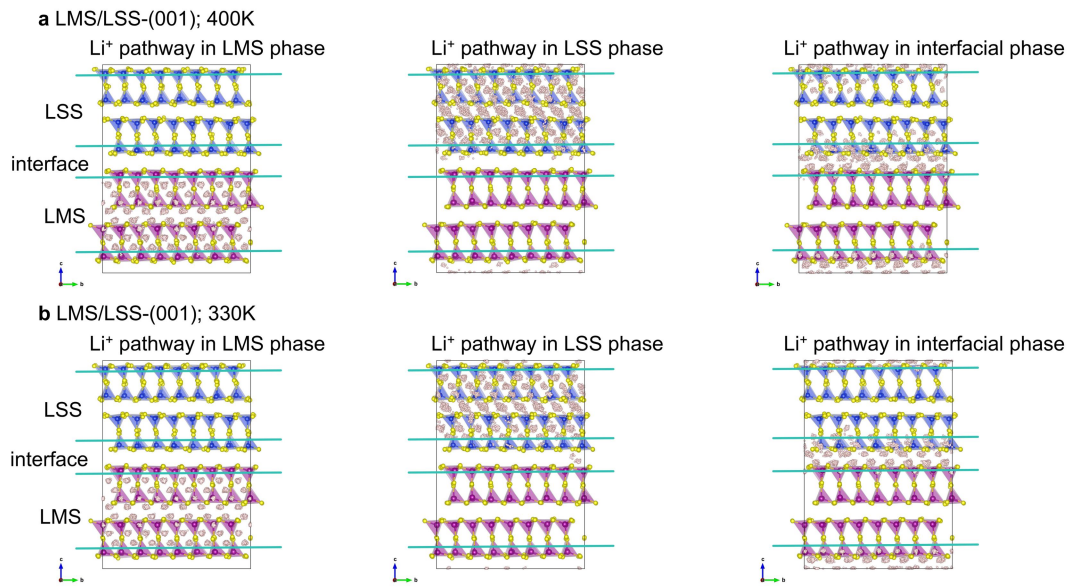 a LMS/LSS-(001); 400K
Li⁺ pathway in LMS phase
Li⁺ pathway in LSS phase
Li⁺ pathway in interfacial phase
LSS
interface
LMS
c
b
c
b
c
b
b LMS/LSS-(001); 330K
Li⁺ pathway in LMS phase
Li⁺ pathway in LSS phase
Li⁺ pathway in interfacial phase
LSS
interface
LMS
c
b
c
b
c
b